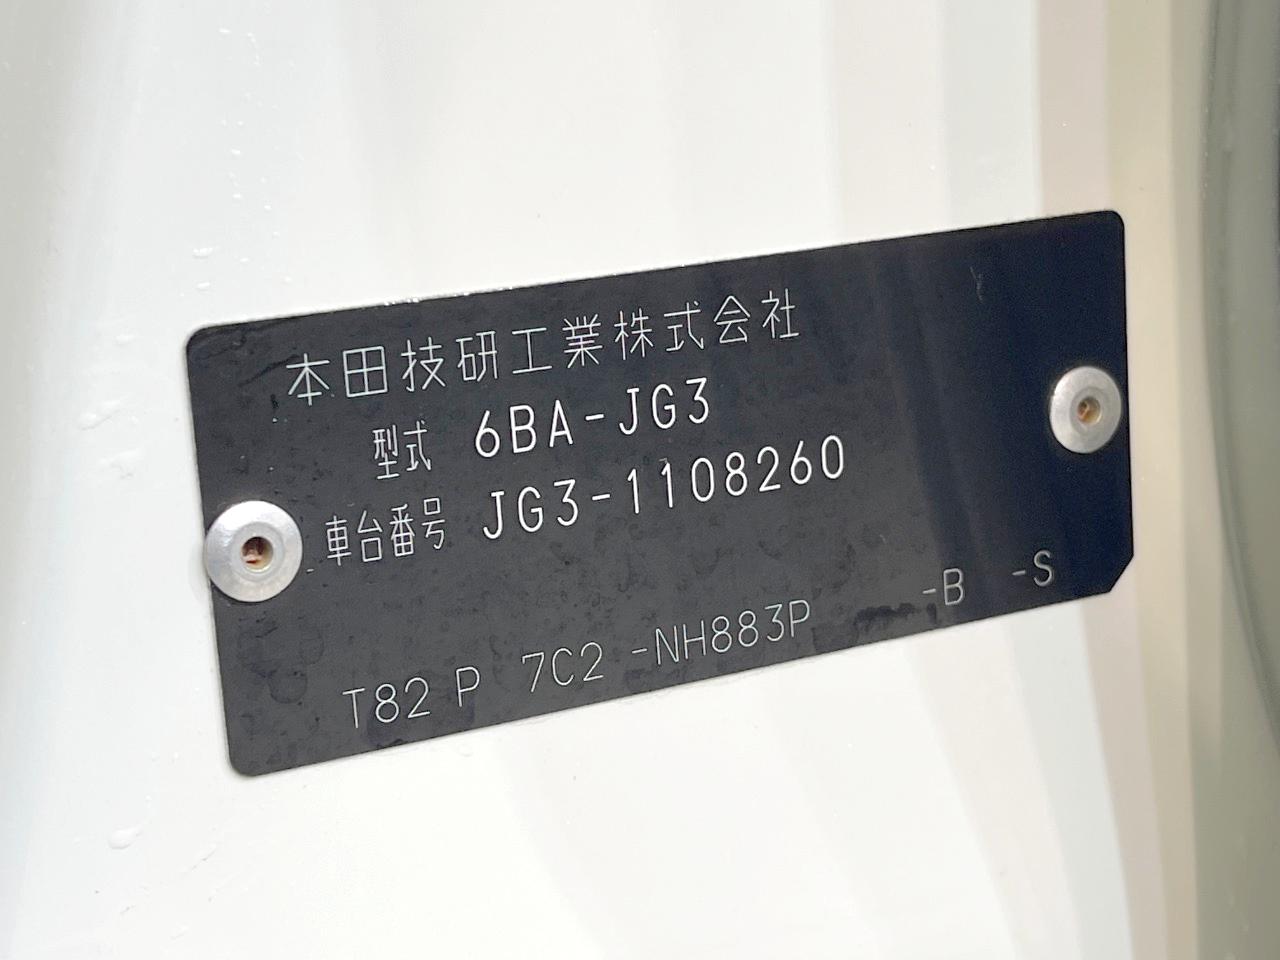 本田技研工業株式会社
型式 6BA-JG3
車台番号 JG3-1108260
T82 P 7C2 -NH883P -B -S